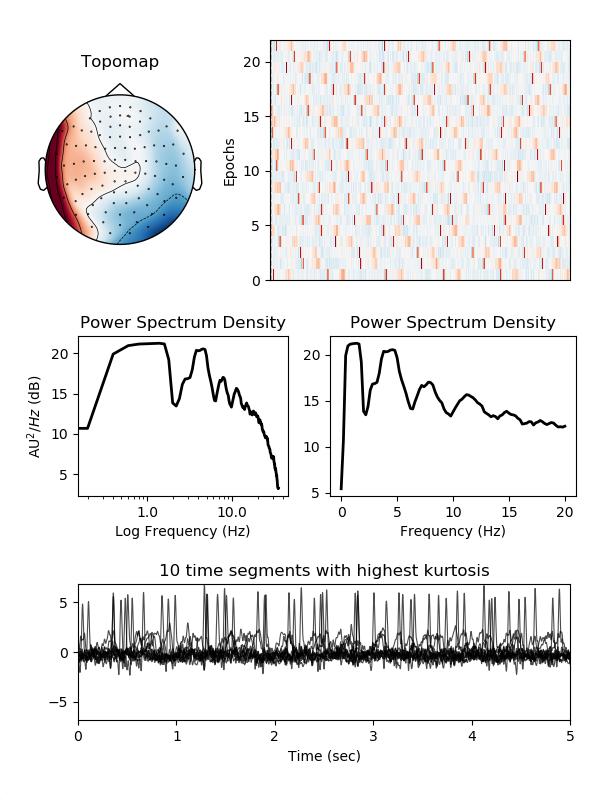 Topomap
Epochs
20
15
10
5
0
Power Spectrum Density
AU²/Hz (dB)
20
15
10
5
1.0 10.0
Log Frequency (Hz)
Power Spectrum Density
20
15
10
5
0 5 10 15 20
Frequency (Hz)
10 time segments with highest kurtosis
5
0
−5
0 1 2 3 4 5
Time (sec)